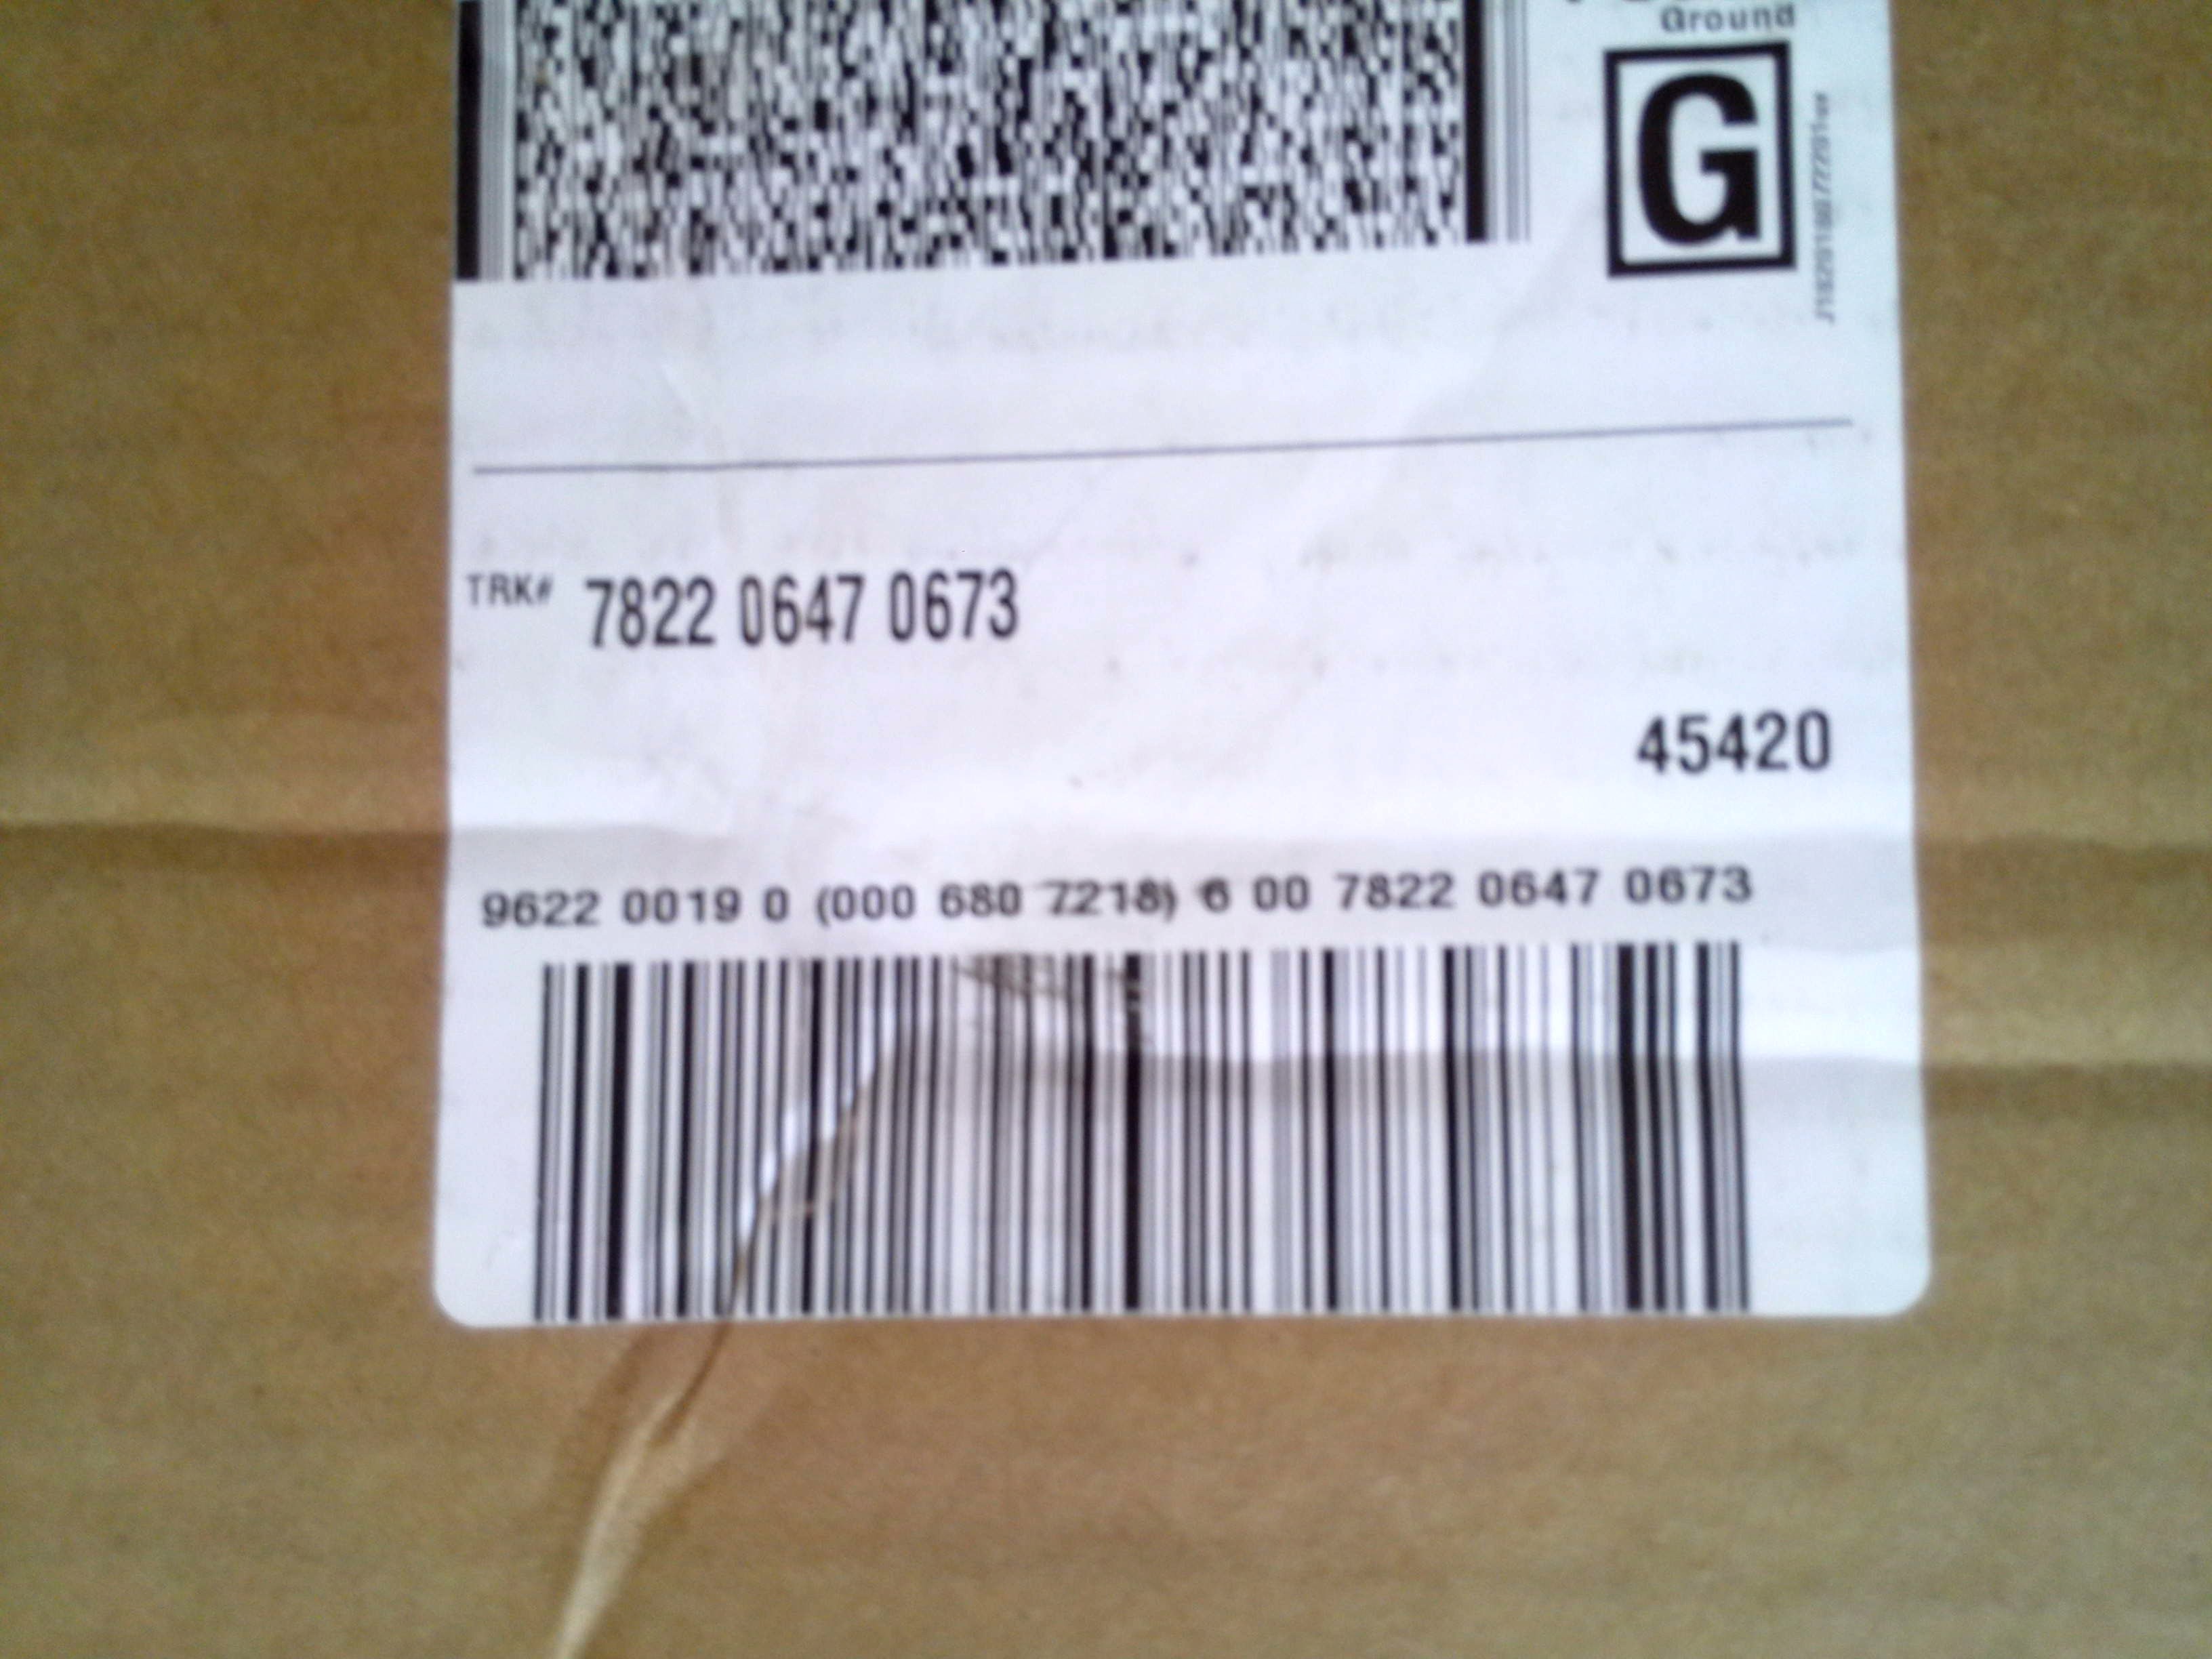 Ground
G
TRK# 7822 0647 0673
45420
9622 0019 0 (000 680 7218) 6 00 7822 0647 0673